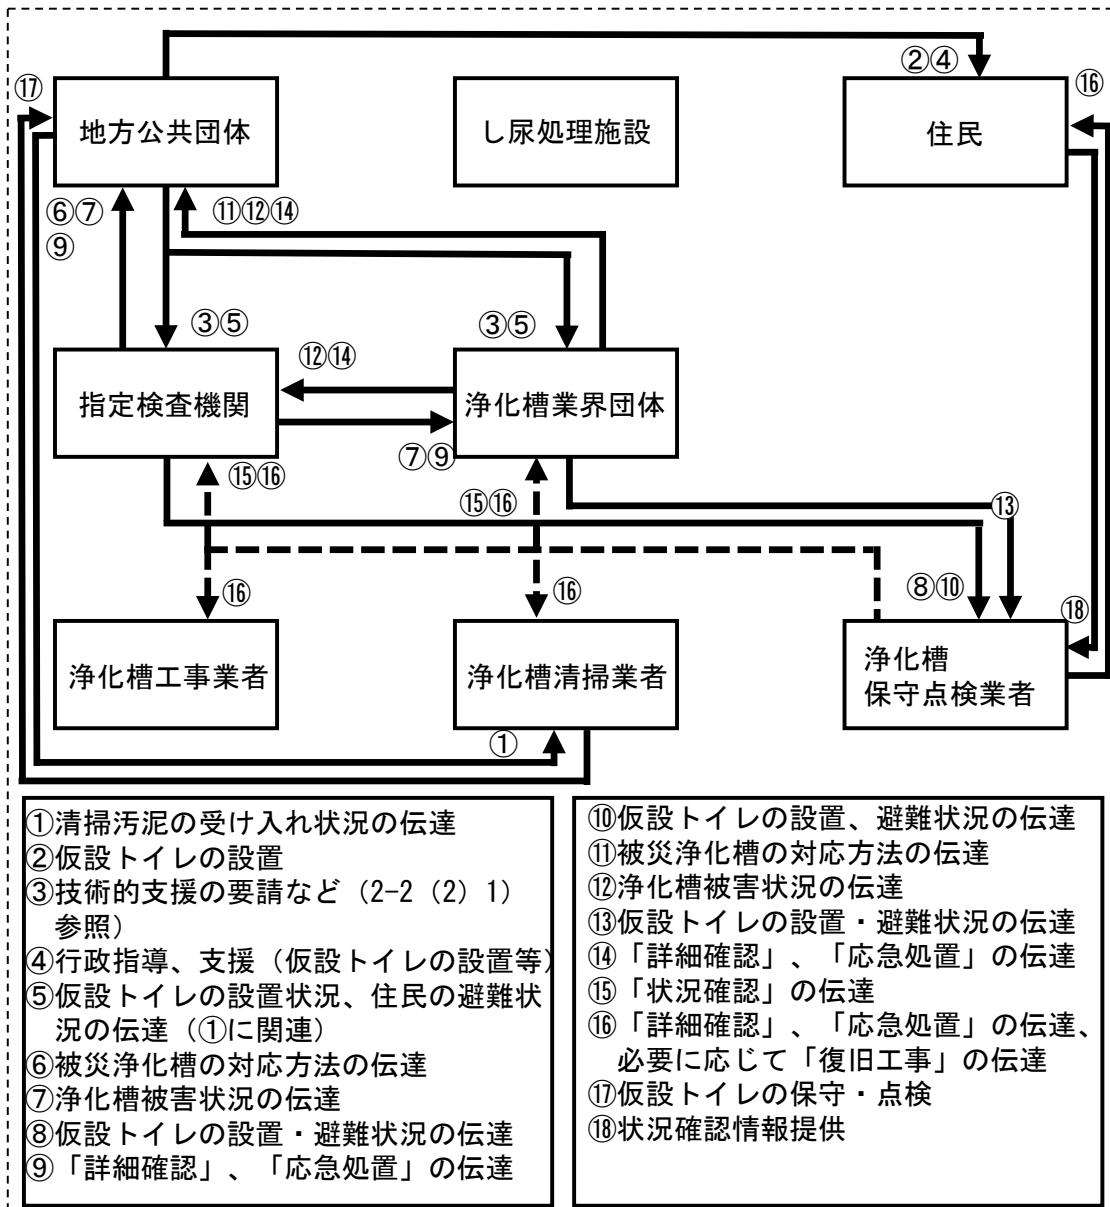 ②④
⑰
⑯
地方公共団体
し尿処理施設
住民
⑥⑦
⑨
⑪⑫⑭
③⑤
③⑤
⑫⑭
指定検査機関
浄化槽業界団体
⑦⑨
⑮⑯
⑮⑯
⑬
⑯
⑯
⑧⑩
⑱
浄化槽工事業者
浄化槽清掃業者
浄化槽
保守点検業者
①
①清掃汚泥の受け入れ状況の伝達
②仮設トイレの設置
③技術的支援の要請など（2-2（2）1）
参照）
④行政指導、支援（仮設トイレの設置等）
⑤仮設トイレの設置状況、住民の避難状
況の伝達（①に関連）
⑥被災浄化槽の対応方法の伝達
⑦浄化槽被害状況の伝達
⑧仮設トイレの設置・避難状況の伝達
⑨「詳細確認」、「応急処置」の伝達
⑩仮設トイレの設置、避難状況の伝達
⑪被災浄化槽の対応方法の伝達
⑫浄化槽被害状況の伝達
⑬仮設トイレの設置・避難状況の伝達
⑭「詳細確認」、「応急処置」の伝達
⑮「状況確認」の伝達
⑯「詳細確認」、「応急処置」の伝達、
必要に応じて「復旧工事」の伝達
⑰仮設トイレの保守・点検
⑱状況確認情報提供